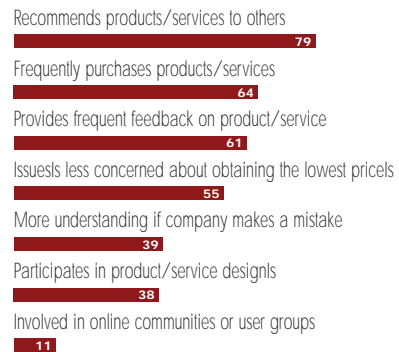 Recommends products/services to others
79
Frequently purchases products/services
64
Provides frequent feedback on product/service
61
Issuesls less concerned about obtaining the lowest pricels
55
More understanding if company makes a mistake
39
Participates in product/service designls
38
Involved in online communities or user groups
11